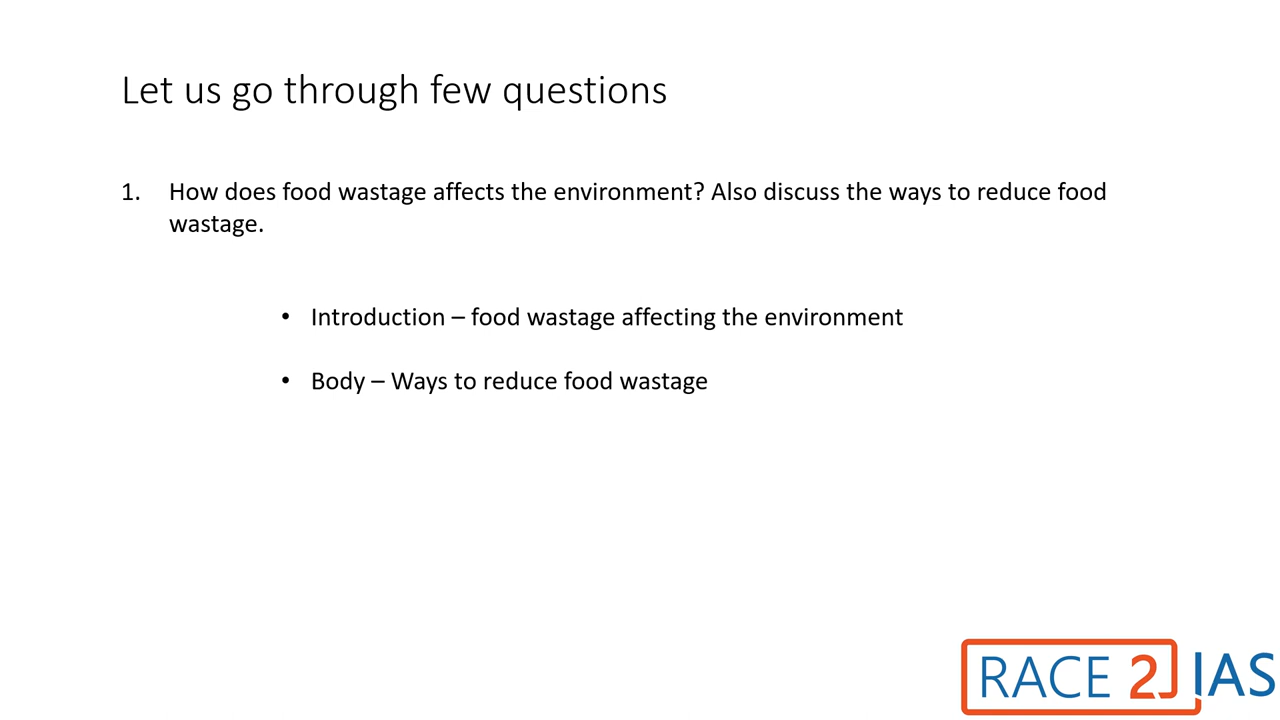 Let us go through few questions
1. How does food wastage affects the environment? Also discuss the ways to reduce food
wastage.
• Introduction – food wastage affecting the environment
• Body – Ways to reduce food wastage
RACE 2 IAS